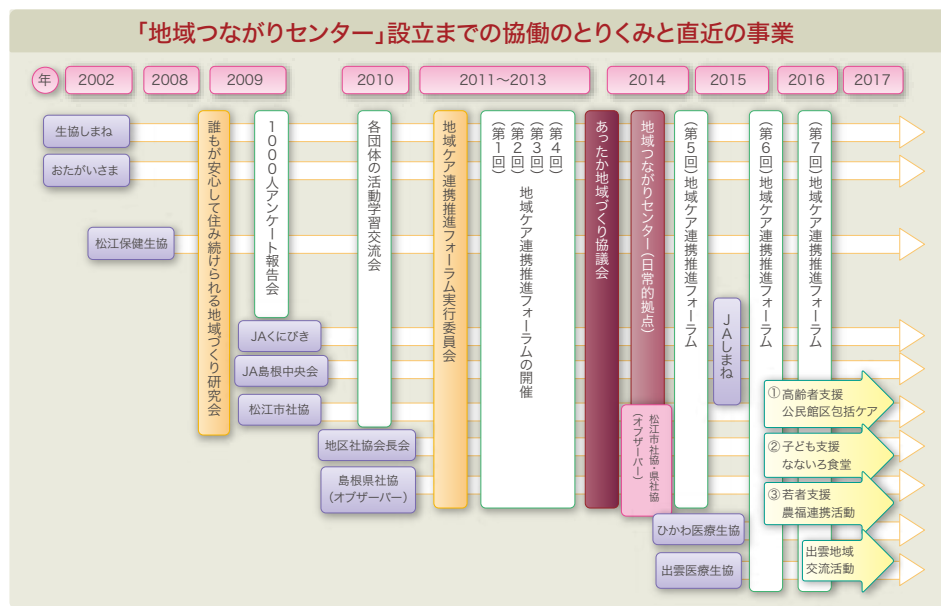 「地域つながりセンター」設立までの協働のとりくみと直近の事業
年
2002
2008
2009
2010
2011〜2013
2014
2015
2016
2017
生協しまね
おたがいさま
松江保健生協
誰もが安心して住み続けられる地域づくり研究会
1000人アンケート報告会
JAくにびき
JA島根中央会
松江市社協
各団体の活動学習交流会
地区社協会長会
島根県社協
（オブザーバー）
地域ケア連携推進フォーラム実行委員会
（第1回）
（第2回）
（第3回）
（第4回）
地域ケア連携推進フォーラムの開催
あったか地域づくり協議会
地域つながりセンター（日常的拠点）
松江市社協・県社協
（オブザーバー）
（第5回）地域ケア連携推進フォーラム
ひかわ医療生協
出雲医療生協
JAしまね
（第6回）地域ケア連携推進フォーラム
（第7回）地域ケア連携推進フォーラム
①高齢者支援
公民館区包括ケア
②子ども支援
なないろ食堂
③若者支援
農福連携活動
出雲地域
交流活動